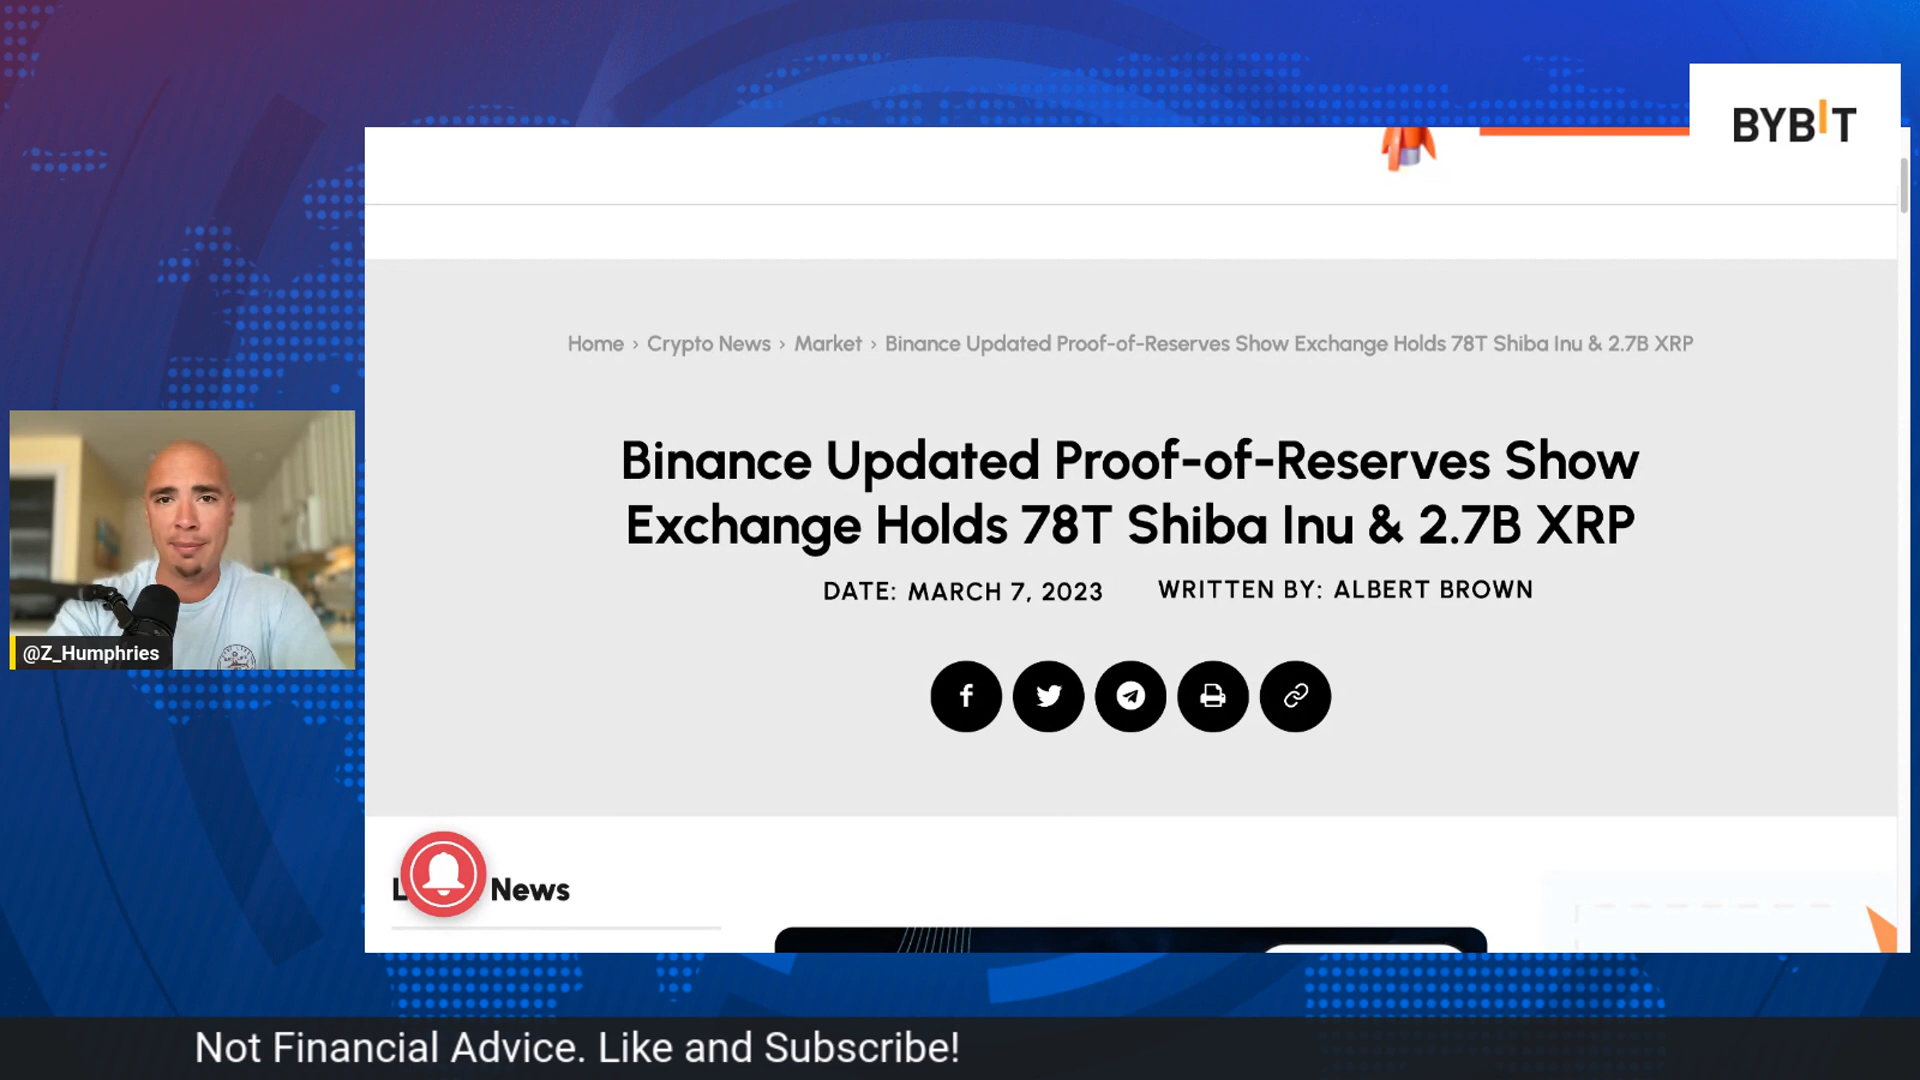 BYBIT
Home › Crypto News › Market › Binance Updated Proof-of-Reserves Show Exchange Holds 78T Shiba Inu & 2.7B XRP
Binance Updated Proof-of-Reserves Show
Exchange Holds 78T Shiba Inu & 2.7B XRP
DATE: MARCH 7, 2023 WRITTEN BY: ALBERT BROWN
@Z_Humphries
News
Not Financial Advice. Like and Subscribe!